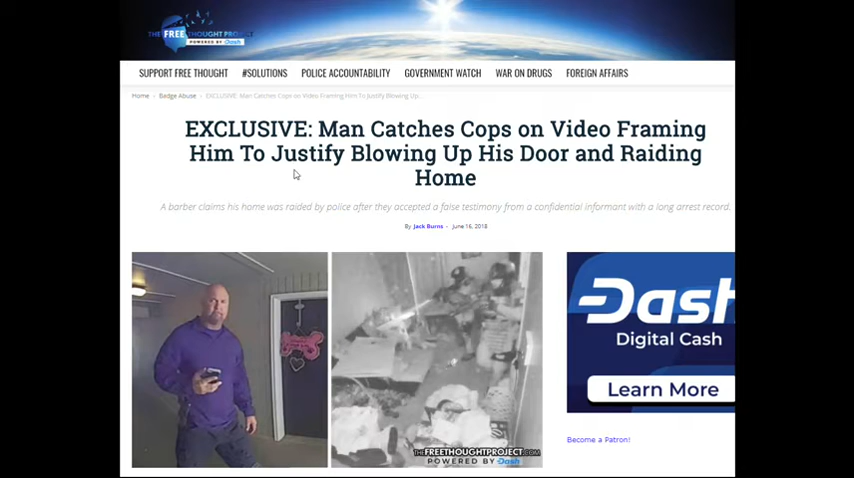 THE FREE THOUGHT PROJECT
POWERED BY Dash
SUPPORT FREE THOUGHT #SOLUTIONS POLICE ACCOUNTABILITY GOVERNMENT WATCH WAR ON DRUGS FOREIGN AFFAIRS
Home › Badge Abuse › EXCLUSIVE: Man Catches Cops on Video Framing Him To Justify Blowing Up...
EXCLUSIVE: Man Catches Cops on Video Framing
Him To Justify Blowing Up His Door and Raiding
Home
A barber claims his home was raided by police after they accepted a false testimony from a confidential informant with a long arrest record.
By Jack Burns - June 16, 2018
THEFREETHOUGHTPROJECT.COM
POWERED BY Dash
Dash
Digital Cash
Learn More
Become a Patron!